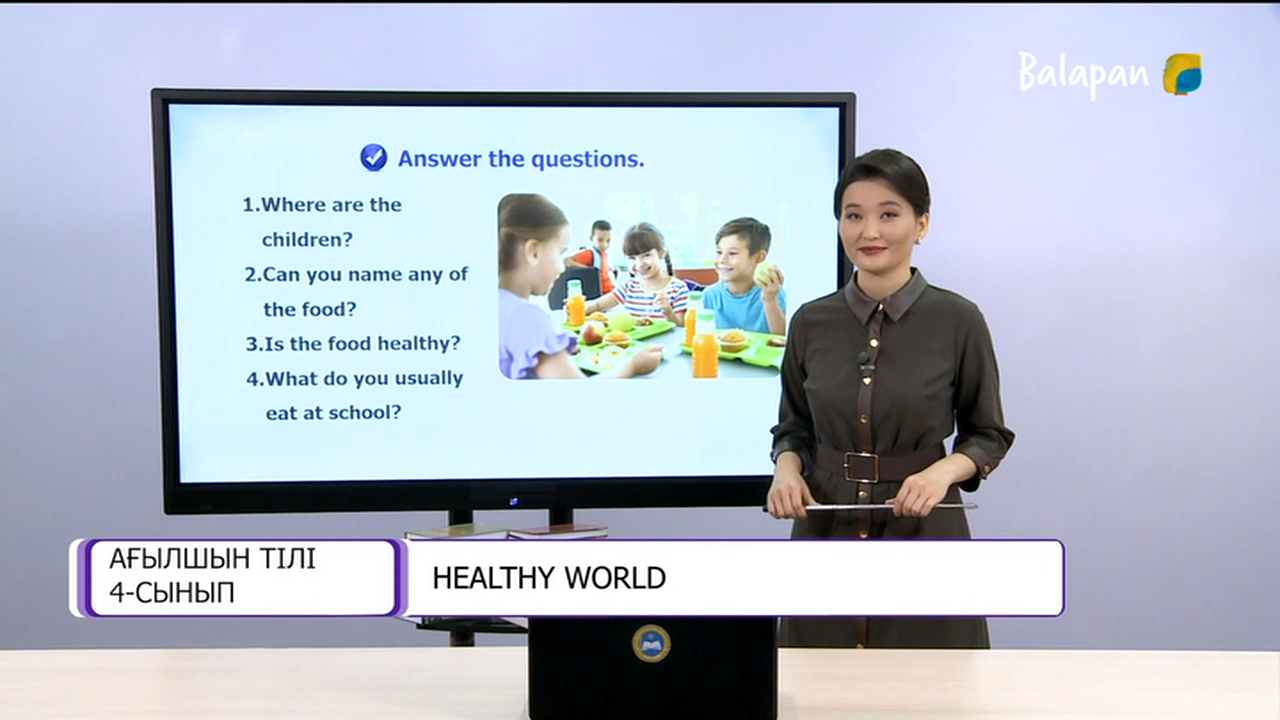 Balapan
Answer the questions.
1.Where are the
children?
2.Can you name any of
the food?
3.Is the food healthy?
4.What do you usually
eat at school?
АҒЫЛШЫН ТІЛІ
4-СЫНЫП
HEALTHY WORLD